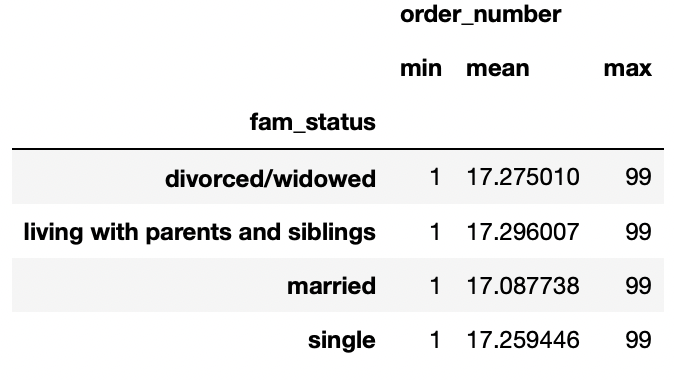 order_number
min mean max
fam_status
divorced/widowed 1 17.275010 99
living with parents and siblings 1 17.296007 99
married 1 17.087738 99
single 1 17.259446 99